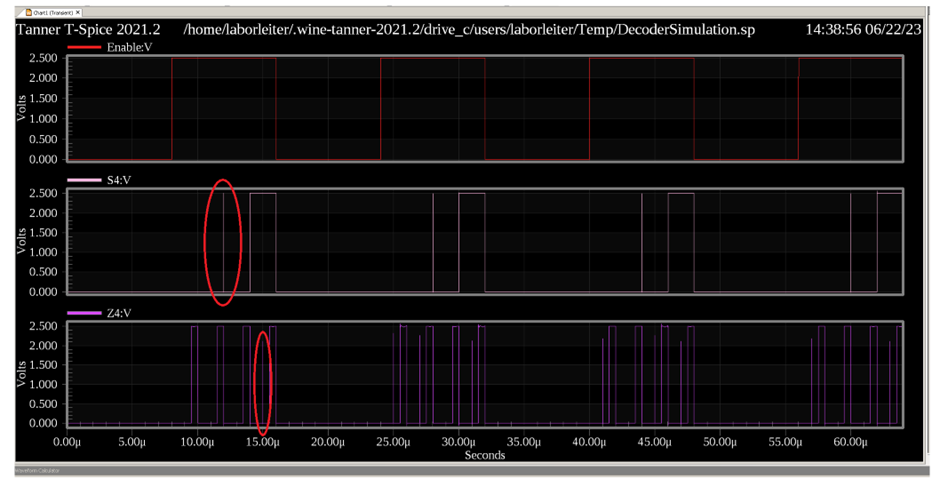 Chart1 (Transient) X
Tanner T-Spice 2021.2 /home/laborleiter/.wine-tanner-2021.2/drive_c/users/laborleiter/Temp/DecoderSimulation.sp 14:38:56 06/22/23
Enable:V
2.500
2.000
1.500
1.000
0.500
0.000
Volts
S4:V
2.500
2.000
1.500
1.000
0.500
0.000
Volts
Z4:V
2.500
2.000
1.500
1.000
0.500
0.000
Volts
0.00µ 5.00µ 10.00µ 15.00µ 20.00µ 25.00µ 30.00µ 35.00µ 40.00µ 45.00µ 50.00µ 55.00µ 60.00µ
Seconds
Waveform Calculator